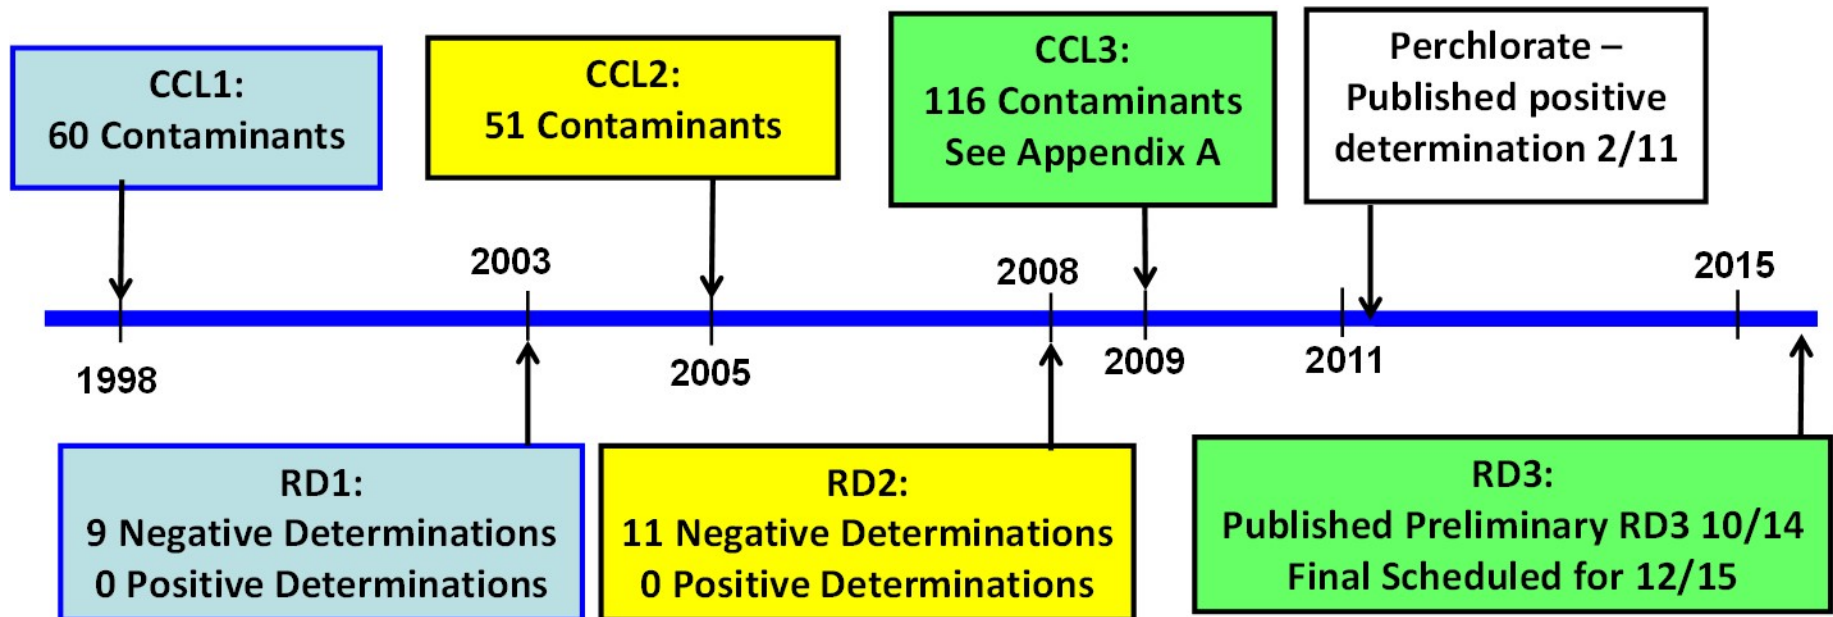 CCL1:
60 Contaminants
CCL2:
51 Contaminants
CCL3:
116 Contaminants
See Appendix A
Perchlorate –
Published positive
determination 2/11
2003
2008
2015
1998
2005
2009
2011
RD1:
9 Negative Determinations
0 Positive Determinations
RD2:
11 Negative Determinations
0 Positive Determinations
RD3:
Published Preliminary RD3 10/14
Final Scheduled for 12/15